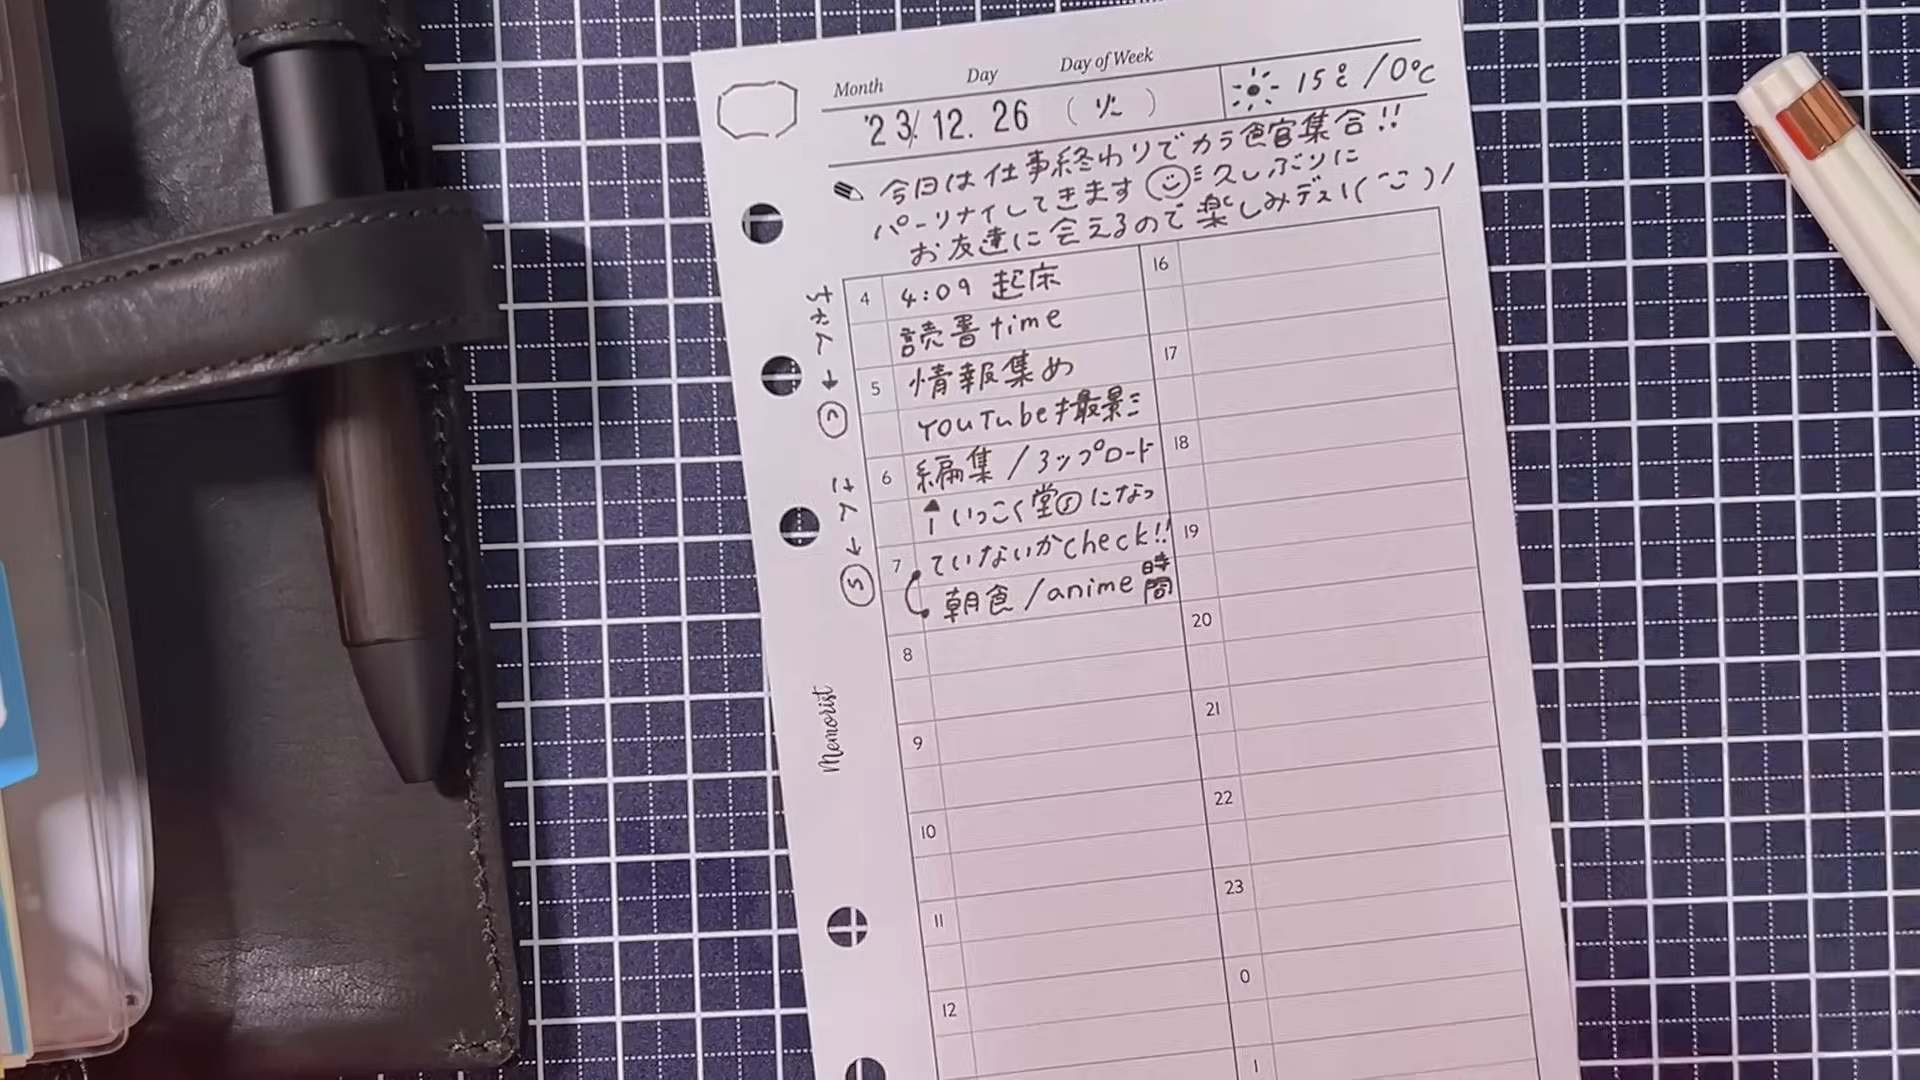 Month Day Day of Week
'23/12.26 (火) 15℃/0℃
今日は仕事終わりでカラ食官集合!!
パーリナイしてきます 久しぶりに
お友達に会えるので楽しみデス!(
4 4:09 起床
読書time
5 情報集め
YouTube撮影
6 編集/アップロード
↑いっこく堂 になっ
7 ていないかcheck!!
朝食/anime時間
8
9
10
11
12
16
17
18
19
20
21
22
23
0
1
ちゃん→
さん→Ⓢ
Memorist